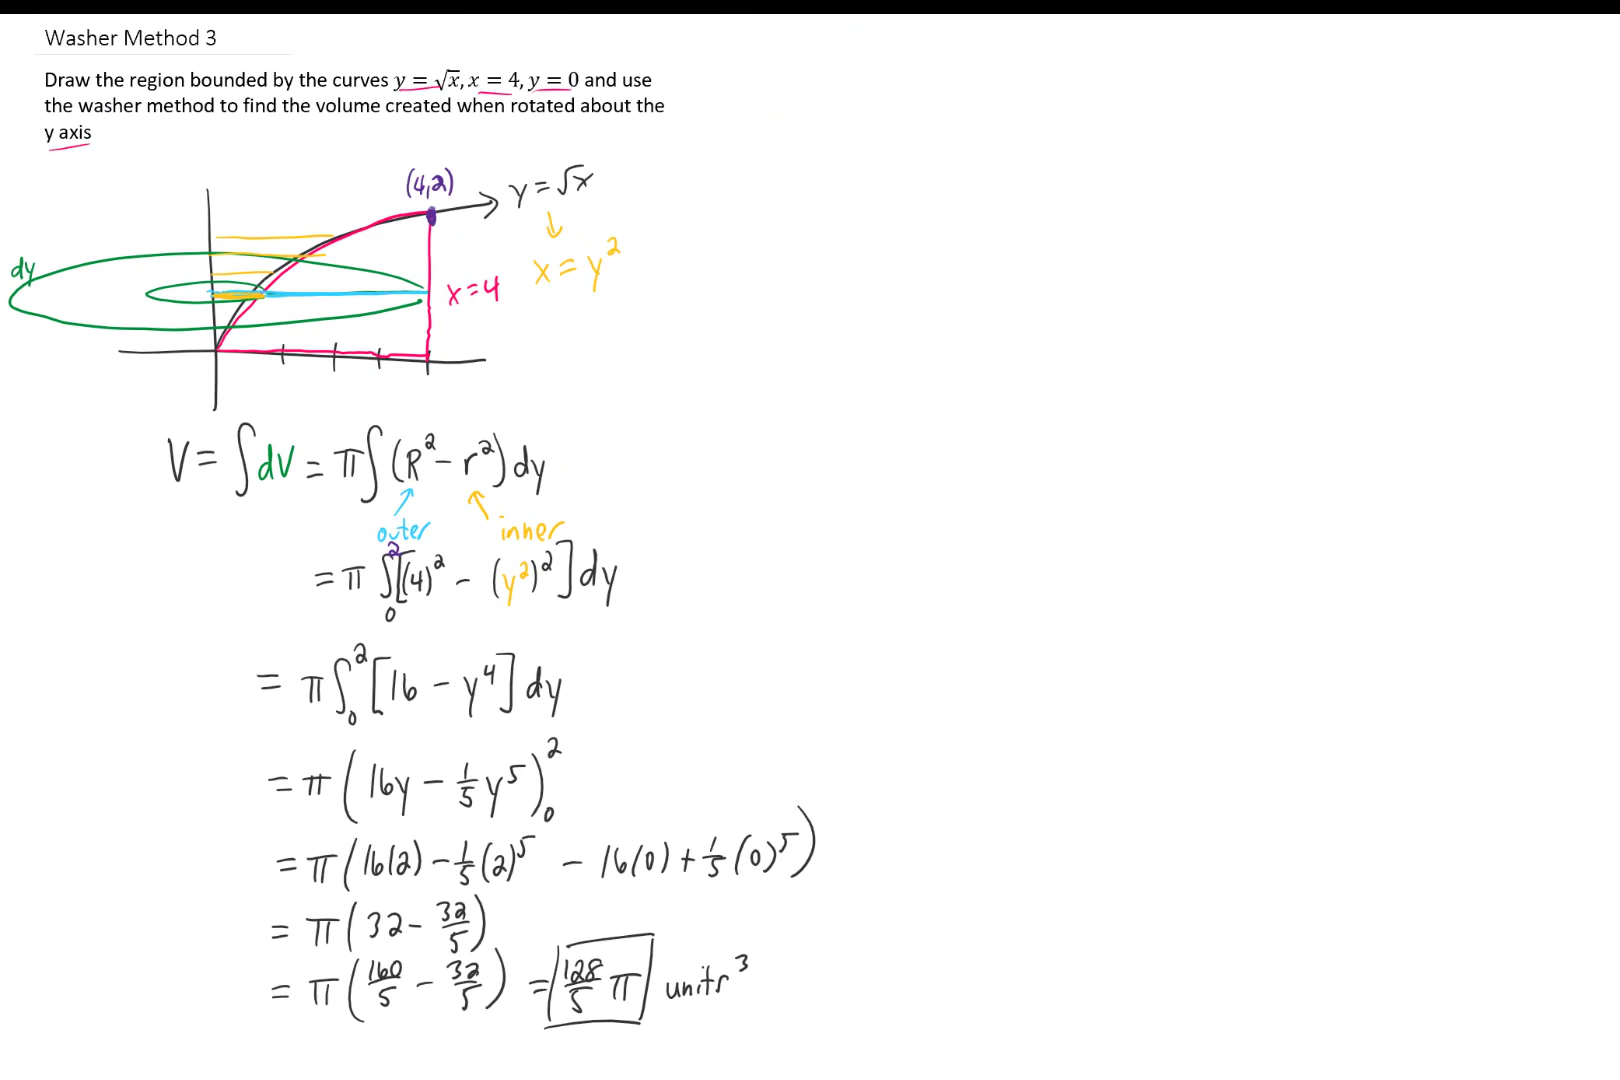 Washer Method 3
Draw the region bounded by the curves y = √x, x = 4, y = 0 and use
the washer method to find the volume created when rotated about the
y axis
(4,2)
y = √x
dy
x = y²
x = 4
V = ∫dV = π∫(R² - r²) dy
outer inner
= π ∫₀² [(4)² - (y²)²] dy
= π ∫₀² [16 - y⁴] dy
= π (16y - 1/5 y⁵)₀²
= π (16(2) - 1/5 (2)⁵ - 16(0) + 1/5 (0)⁵)
= π (32 - 32/5)
= π (160/5 - 32/5) = 128/5 π units³